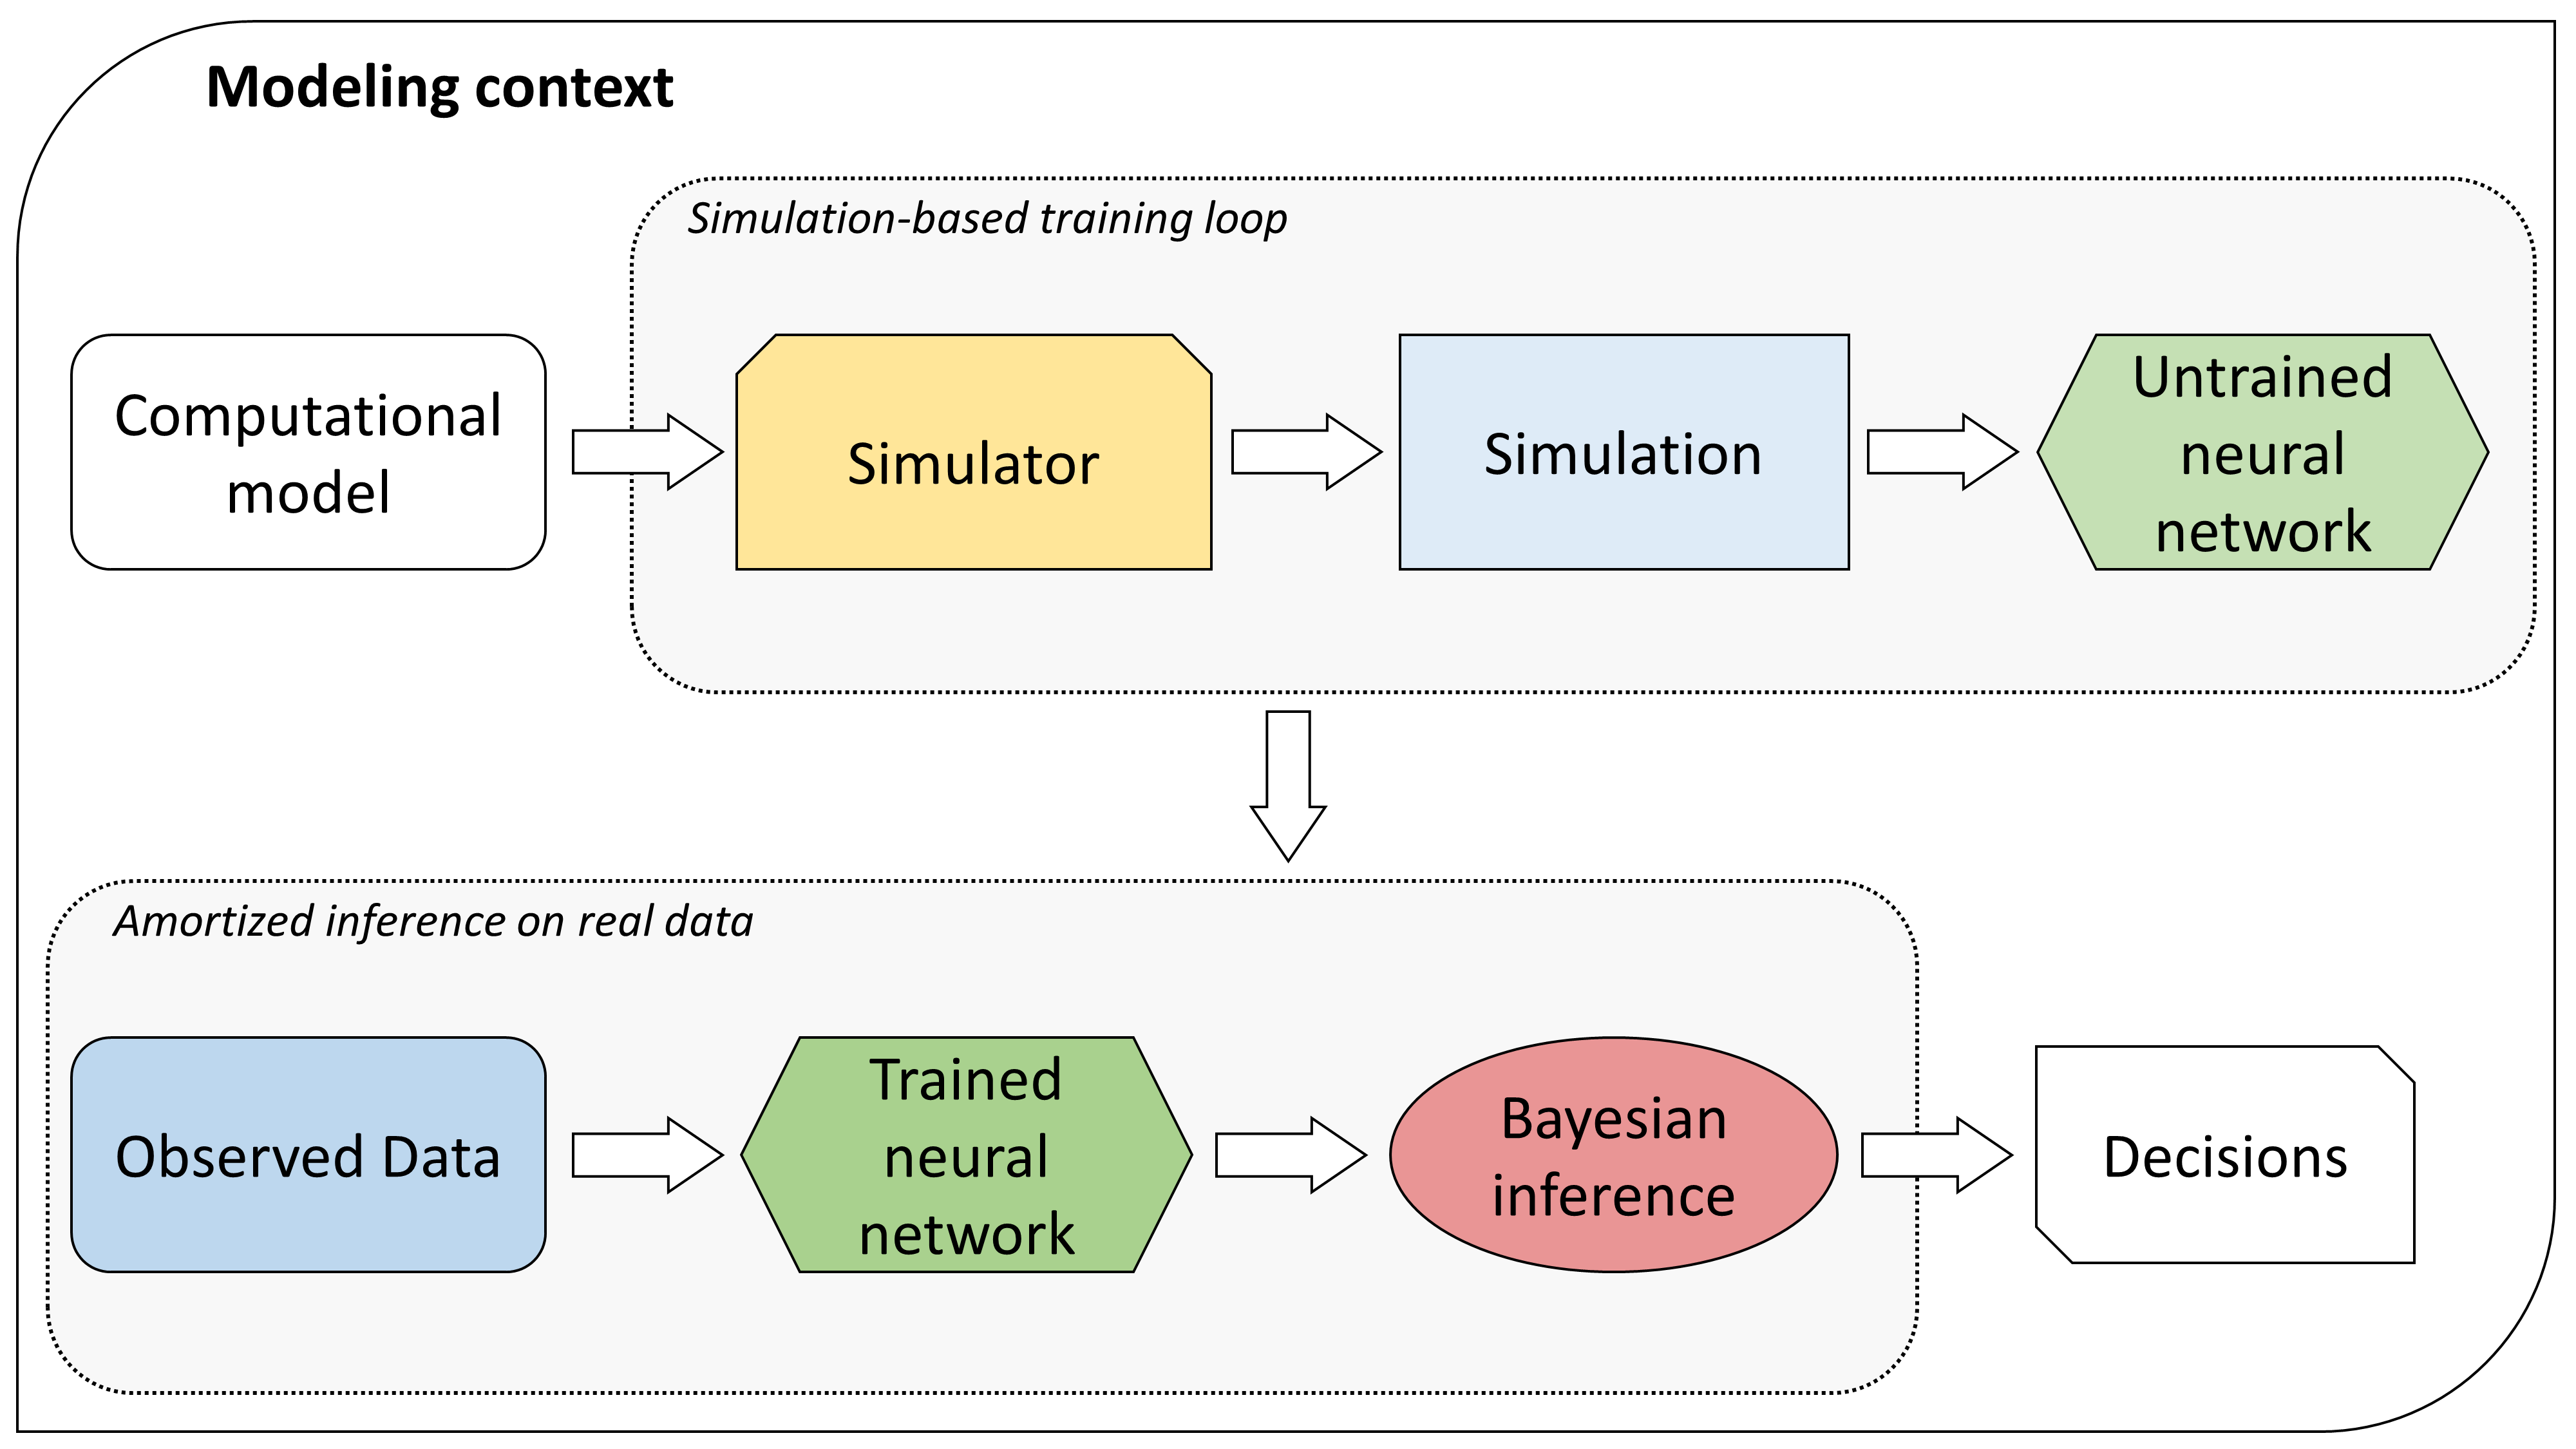 Modeling context
Simulation-based training loop
Computational
model
Simulator
Simulation
Untrained
neural
network
Amortized inference on real data
Observed Data
Trained
neural
network
Bayesian
inference
Decisions